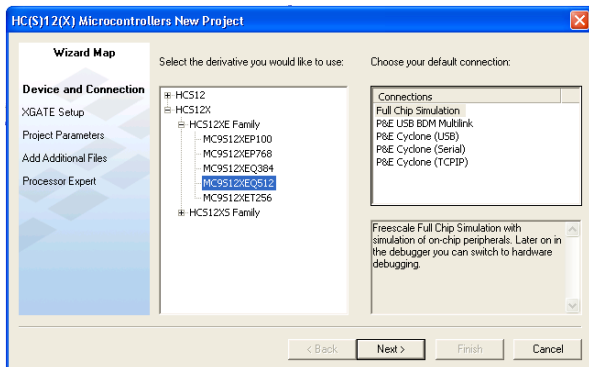 HC(S)12(X) Microcontrollers New Project
Wizard Map
Device and Connection
XGATE Setup
Project Parameters
Add Additional Files
Processor Expert
Select the derivative you would like to use:
HCS12
HCS12X
HCS12XE Family
MC9S12XEP100
MC9S12XEP768
MC9S12XEQ384
MC9S12XEQ512
MC9S12XET256
HCS12XS Family
Choose your default connection:
Connections
Full Chip Simulation
P&E USB BDM Multilink
P&E Cyclone (USB)
P&E Cyclone (Serial)
P&E Cyclone (TCPIP)
Freescale Full Chip Simulation with
simulation of on-chip peripherals. Later on in
the debugger you can switch to hardware
debugging.
< Back
Next >
Finish
Cancel